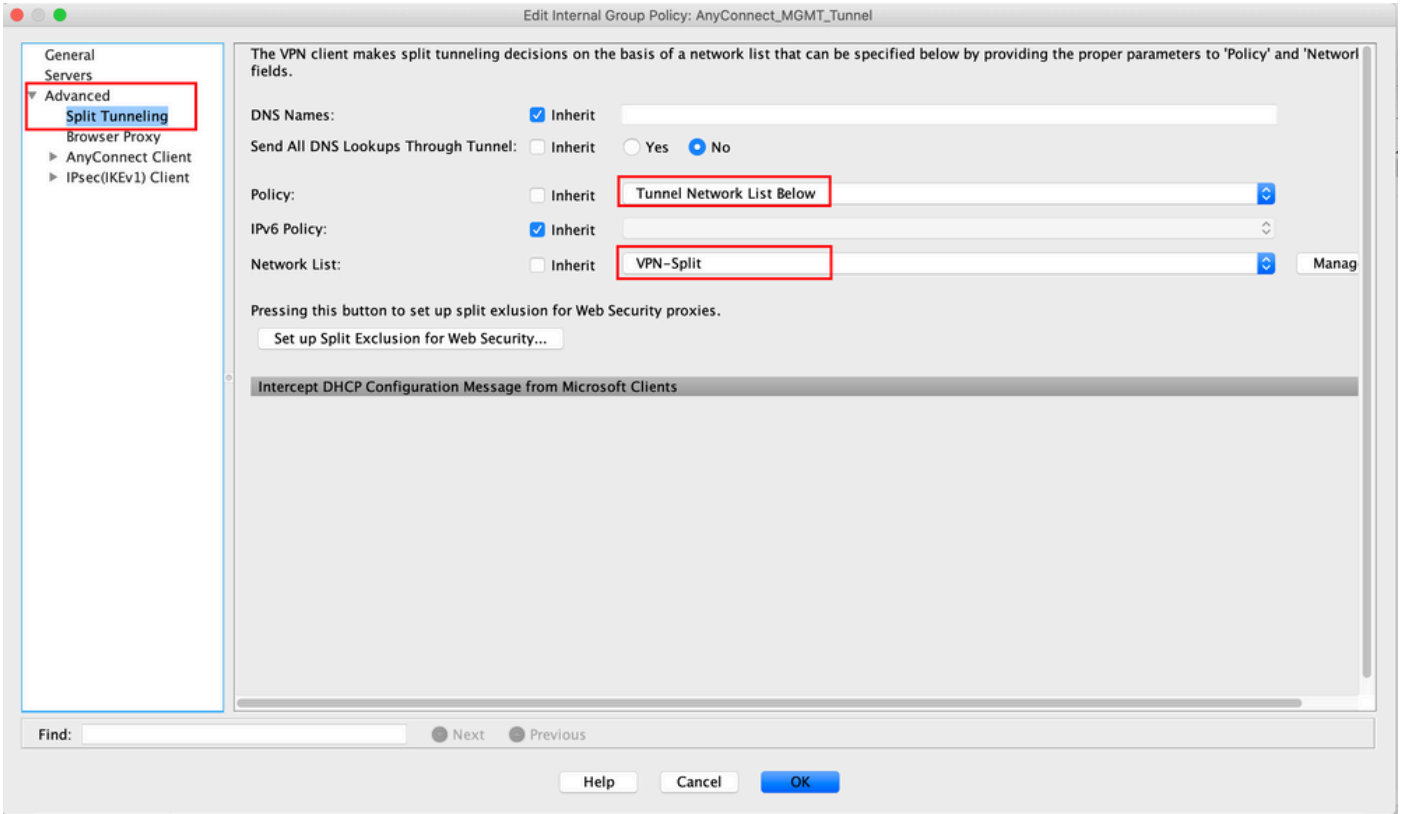 Edit Internal Group Policy: AnyConnect_MGMT_Tunnel
General
Servers
Advanced
Split Tunneling
Browser Proxy
AnyConnect Client
IPsec(IKEv1) Client
The VPN client makes split tunneling decisions on the basis of a network list that can be specified below by providing the proper parameters to 'Policy' and 'Networl
fields.
DNS Names: Inherit
Send All DNS Lookups Through Tunnel: Inherit Yes No
Policy: Inherit Tunnel Network List Below
IPv6 Policy: Inherit
Network List: Inherit VPN-Split Manag
Pressing this button to set up split exlusion for Web Security proxies.
Set up Split Exclusion for Web Security...
Intercept DHCP Configuration Message from Microsoft Clients
Find: Next Previous
Help Cancel OK